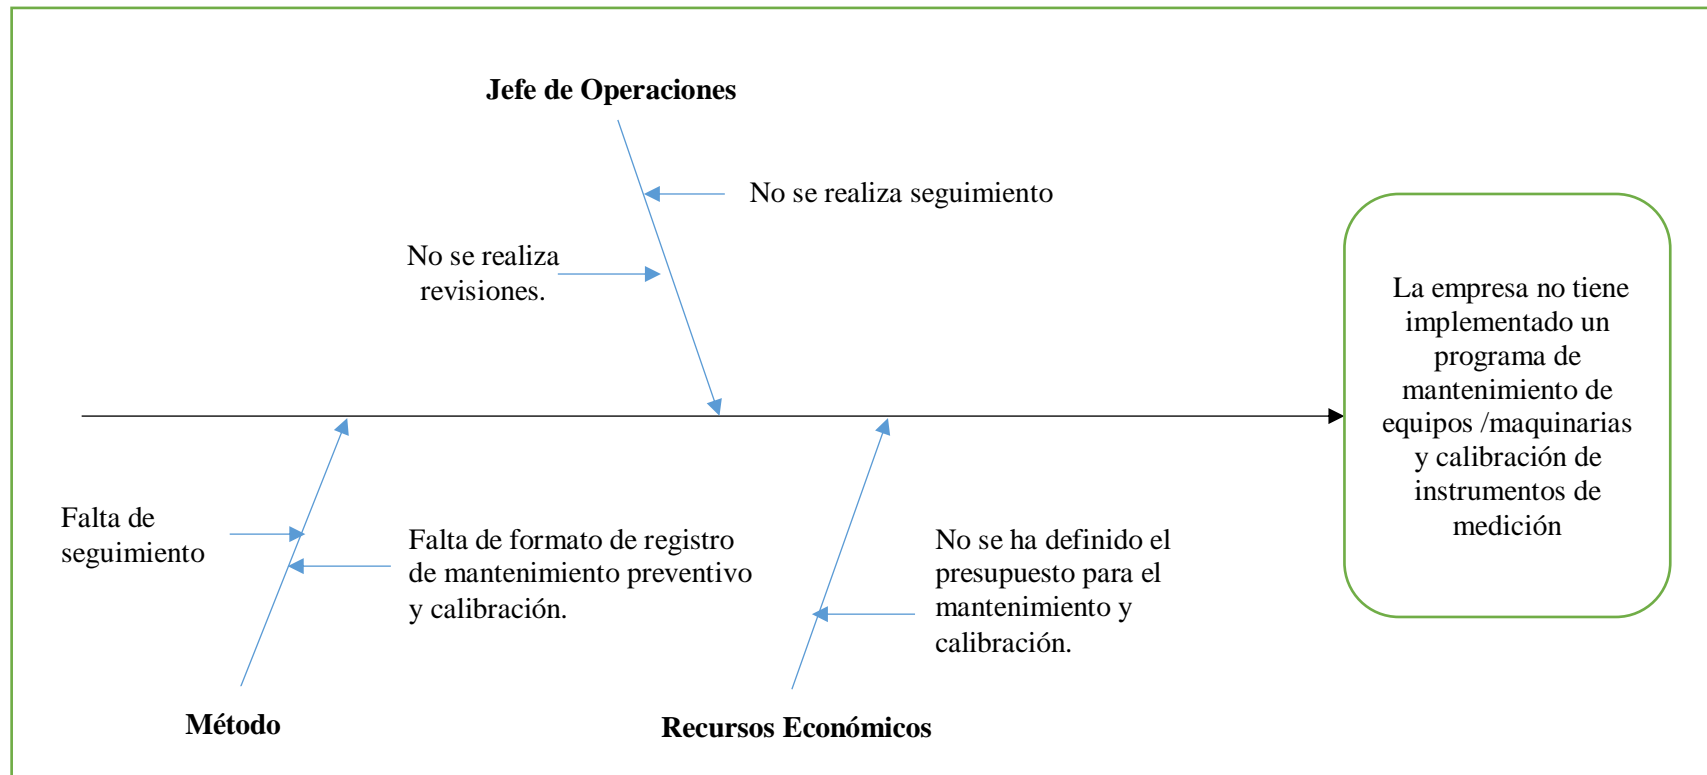 Jefe de Operaciones
No se realiza seguimiento
No se realiza
revisiones.
La empresa no tiene
implementado un
programa de
mantenimiento de
equipos /maquinarias
y calibración de
instrumentos de
medición
Falta de
seguimiento
Falta de formato de registro
de mantenimiento preventivo
y calibración.
No se ha definido el
presupuesto para el
mantenimiento y
calibración.
Método
Recursos Económicos